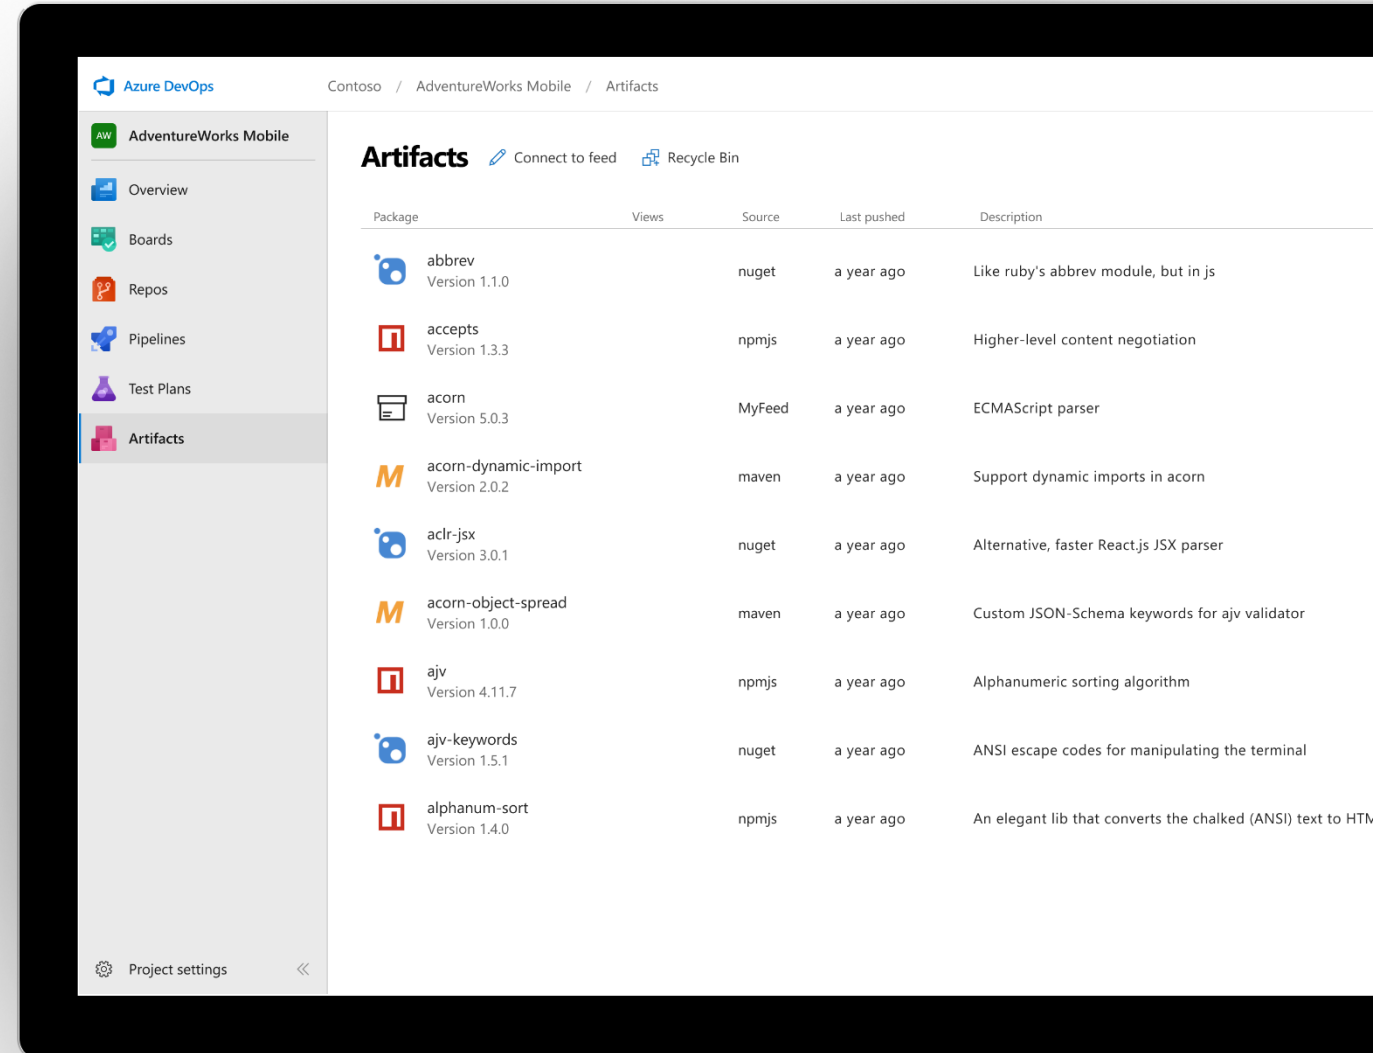 Azure DevOps
Contoso / AdventureWorks Mobile / Artifacts
AW AdventureWorks Mobile
Overview
Boards
Repos
Pipelines
Test Plans
Artifacts
Project settings
Artifacts Connect to feed Recycle Bin
Package Views Source Last pushed Description
abbrev
Version 1.1.0
nuget a year ago Like ruby's abbrev module, but in js
accepts
Version 1.3.3
npmjs a year ago Higher-level content negotiation
acorn
Version 5.0.3
MyFeed a year ago ECMAScript parser
M
acorn-dynamic-import
Version 2.0.2
maven a year ago Support dynamic imports in acorn
aclr-jsx
Version 3.0.1
nuget a year ago Alternative, faster React.js JSX parser
M
acorn-object-spread
Version 1.0.0
maven a year ago Custom JSON-Schema keywords for ajv validator
ajv
Version 4.11.7
npmjs a year ago Alphanumeric sorting algorithm
ajv-keywords
Version 1.5.1
nuget a year ago ANSI escape codes for manipulating the terminal
alphanum-sort
Version 1.4.0
npmjs a year ago An elegant lib that converts the chalked (ANSI) text to